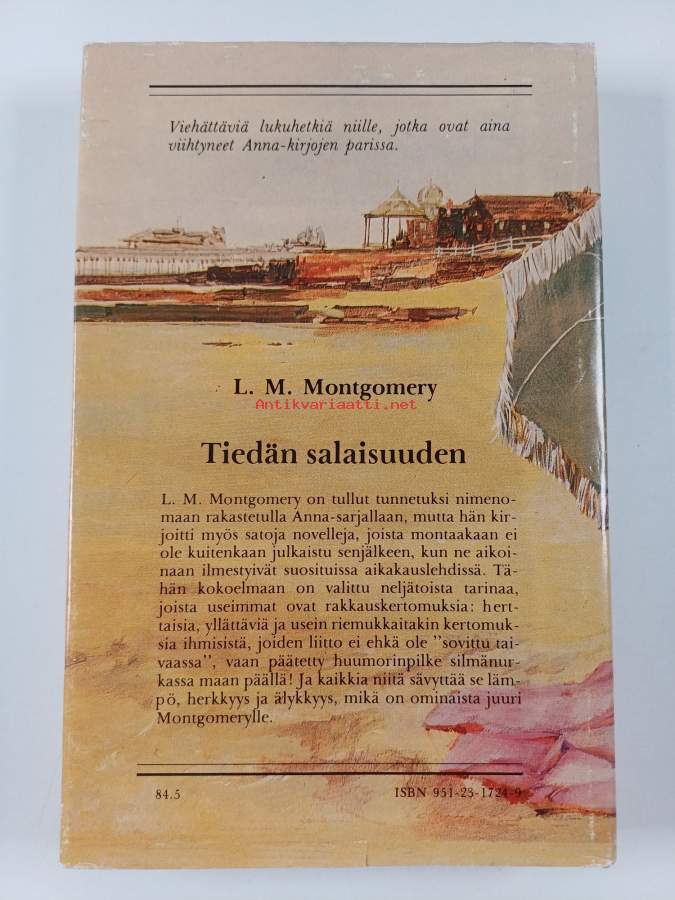 Viehättäviä lukuhetkiä niille, jotka ovat aina
viihtyneet Anna-kirjojen parissa.
L. M. Montgomery
Antikvariaatti.net
Tiedän salaisuuden
L. M. Montgomery on tullut tunnetuksi nimeno-
maan rakastetulla Anna-sarjallaan, mutta hän kir-
joitti myös satoja novelleja, joista montaakaan ei
ole kuitenkaan julkaistu senjälkeen, kun ne aikoi-
naan ilmestyivät suosituissa aikakauslehdissä. Tä-
hän kokoelmaan on valittu neljätoista tarinaa,
joista useimmat ovat rakkauskertomuksia: hert-
taisia, yllättäviä ja usein riemukkaitakin kertomuk-
sia ihmisistä, joiden liitto ei ehkä ole "sovittu tai-
vaassa", vaan päätetty huumorinpilke silmänur-
kassa maan päällä! Ja kaikkia niitä sävyttää se läm-
pö, herkkyys ja älykkyys, mikä on ominaista juuri
Montgomerylle.
84.5
ISBN 951-23-1724-9